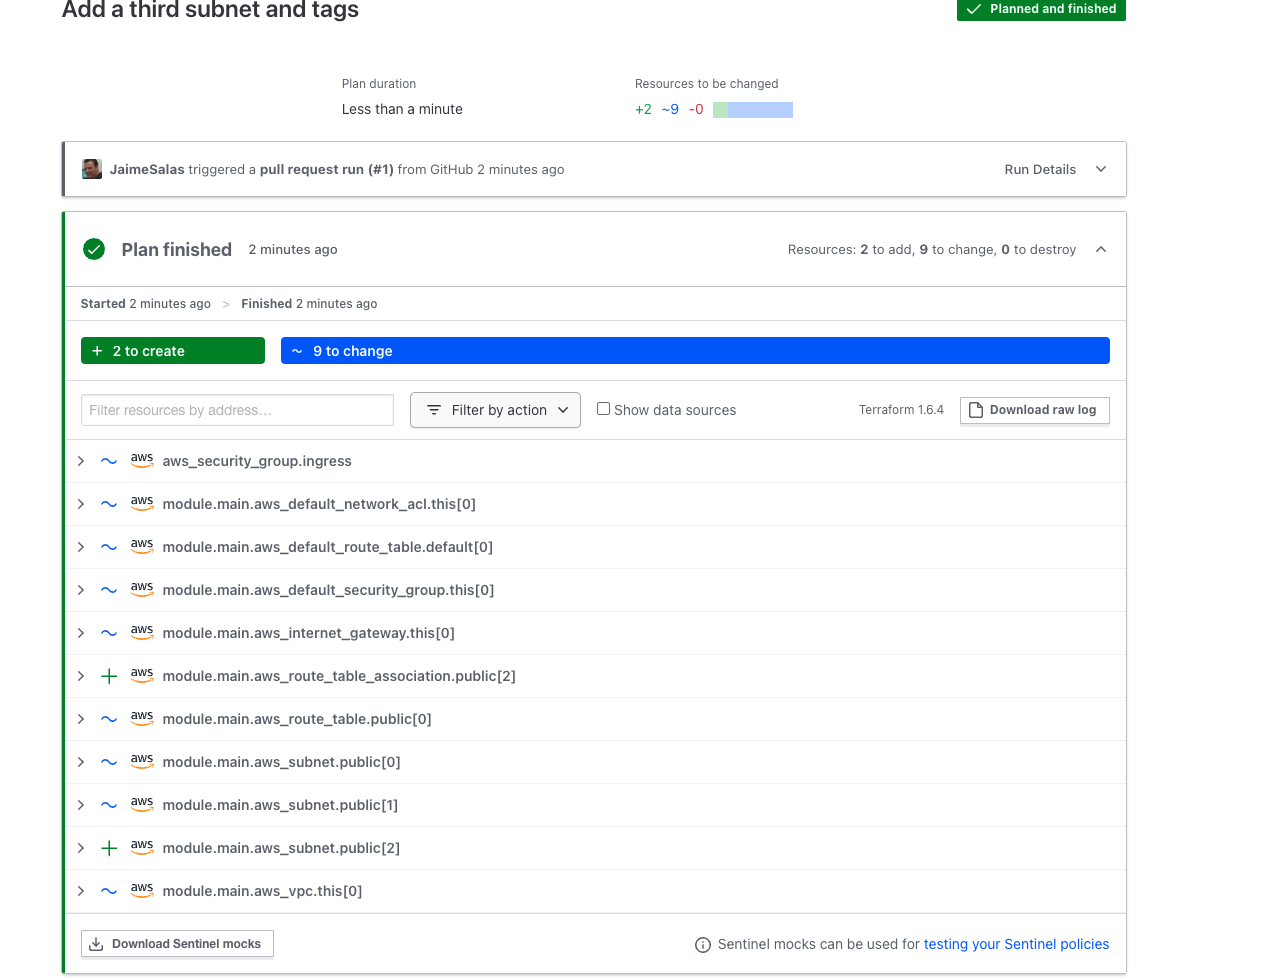 Add a third subnet and tags
Planned and finished
Plan duration
Resources to be changed
Less than a minute
+2 ~9 -0
JaimeSalas triggered a pull request run (#1) from GitHub 2 minutes ago
Run Details
Plan finished 2 minutes ago
Resources: 2 to add, 9 to change, 0 to destroy
Started 2 minutes ago > Finished 2 minutes ago
+ 2 to create
~ 9 to change
Filter resources by address...
Filter by action
Show data sources
Terraform 1.6.4
Download raw log
~ aws aws_security_group.ingress
~ aws module.main.aws_default_network_acl.this[0]
~ aws module.main.aws_default_route_table.default[0]
~ aws module.main.aws_default_security_group.this[0]
~ aws module.main.aws_internet_gateway.this[0]
+ aws module.main.aws_route_table_association.public[2]
~ aws module.main.aws_route_table.public[0]
~ aws module.main.aws_subnet.public[0]
~ aws module.main.aws_subnet.public[1]
+ aws module.main.aws_subnet.public[2]
~ aws module.main.aws_vpc.this[0]
Download Sentinel mocks
Sentinel mocks can be used for testing your Sentinel policies